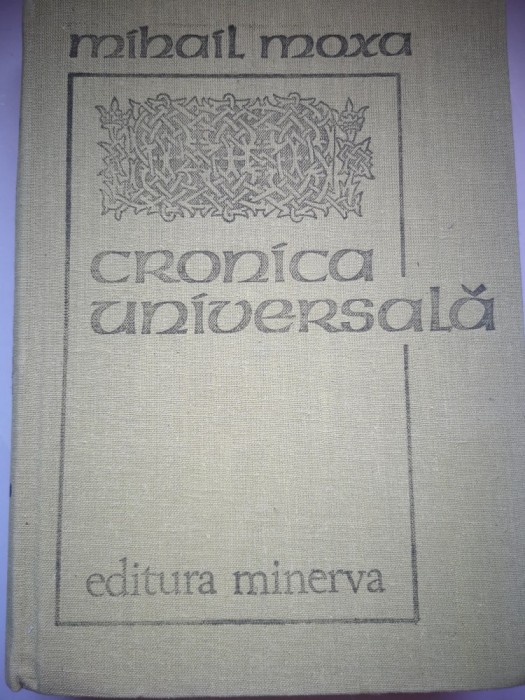 mihail moxa
cronica
universală
editura minerva